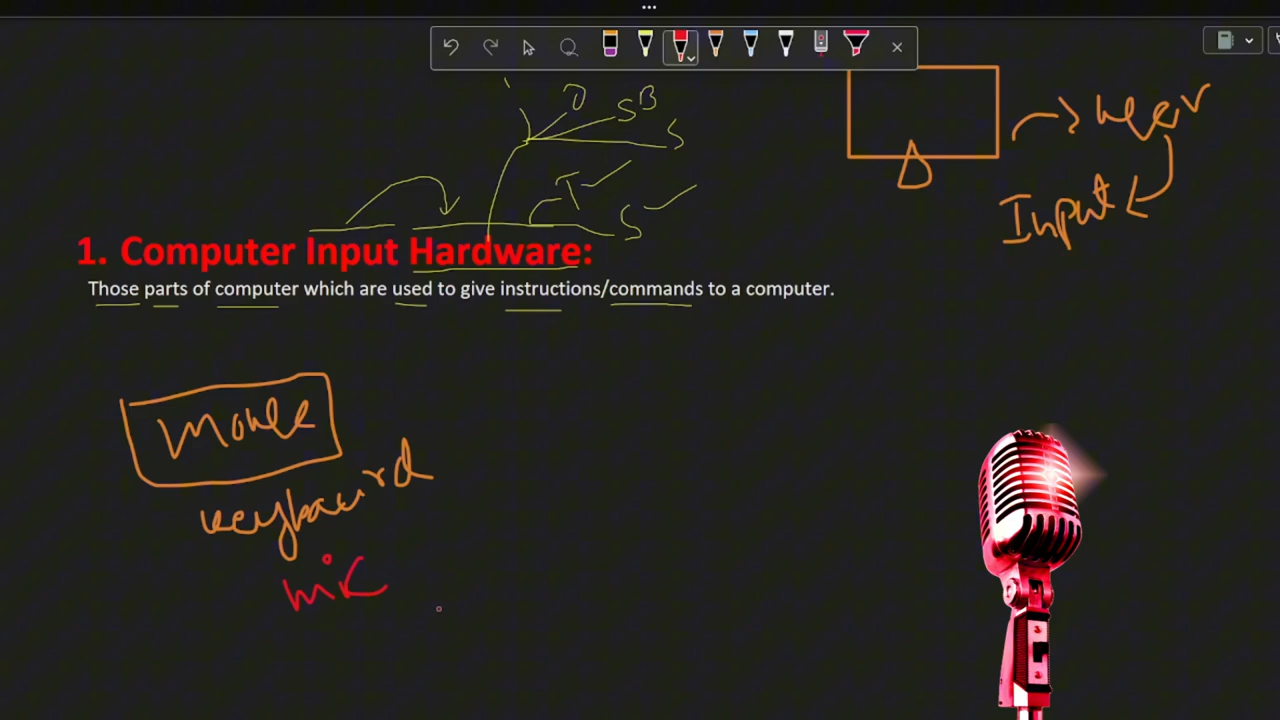 D
SB
S
T
S
user
Input
1. Computer Input Hardware:
Those parts of computer which are used to give instructions/commands to a computer.
mouse
keyboard
mic